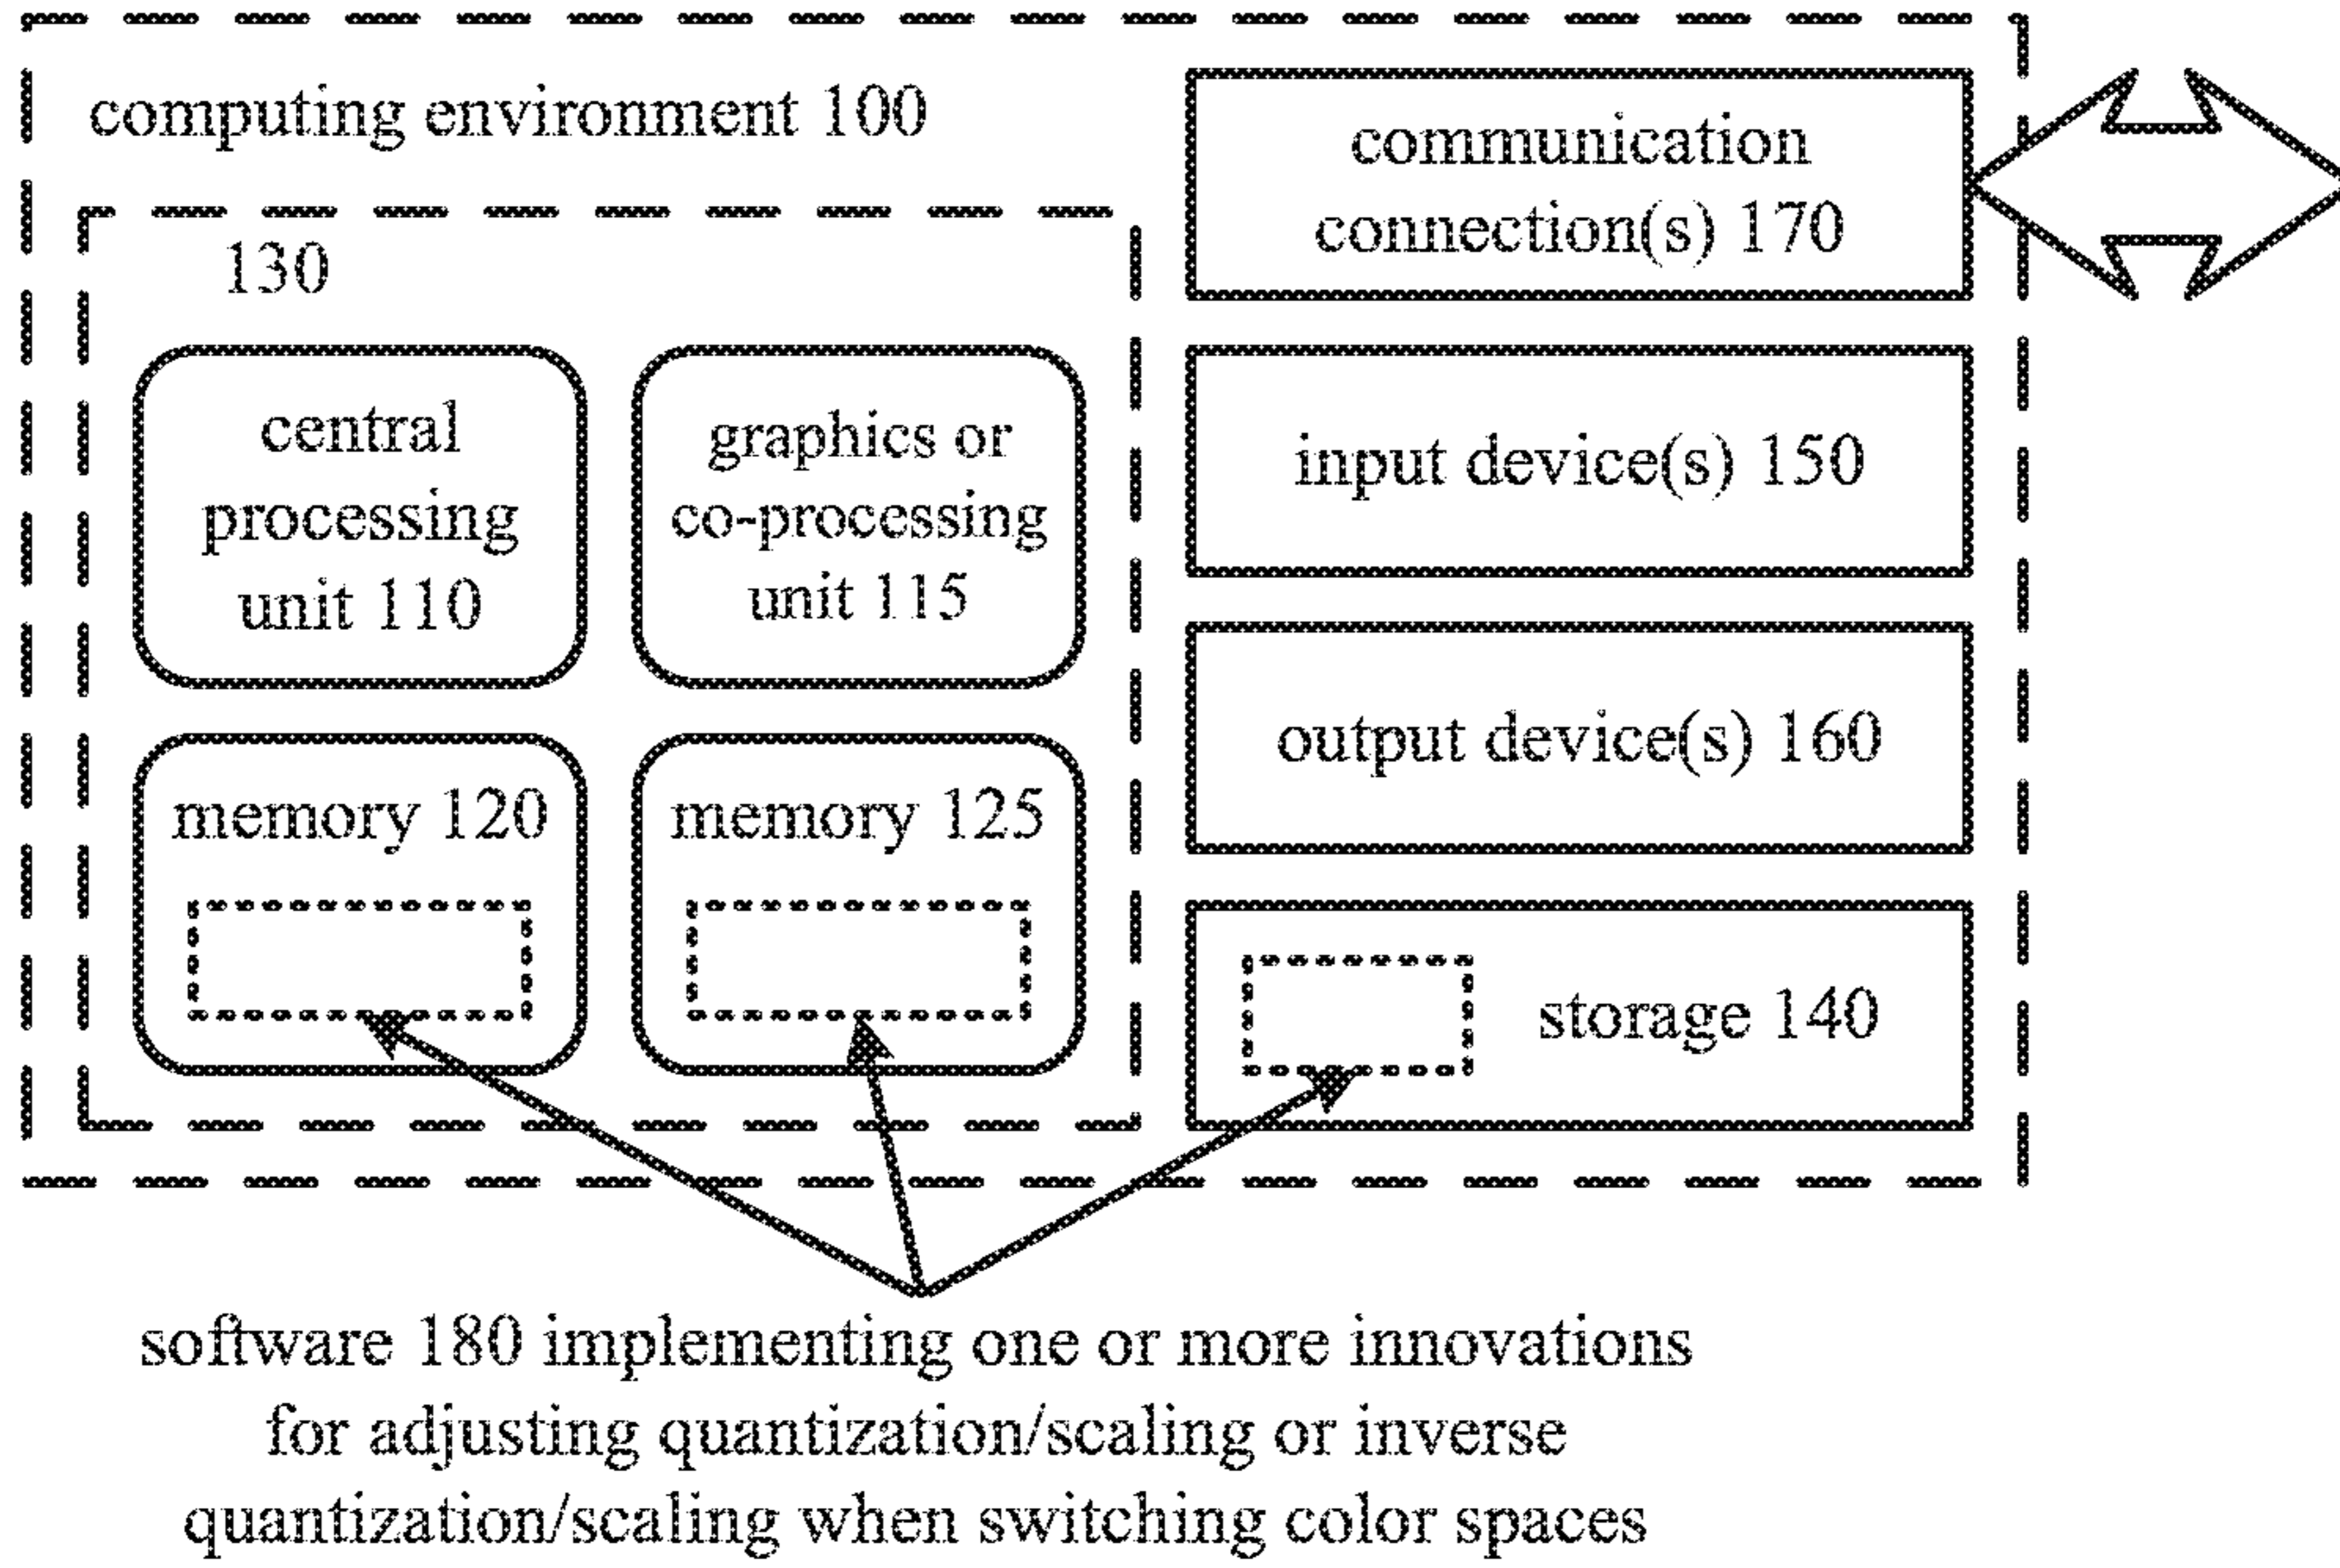 computing environment 100
130
central
processing
unit 110
graphics or
co-processing
unit 115
memory 120
memory 125
communication
connection(s) 170
input device(s) 150
output device(s) 160
storage 140
software 180 implementing one or more innovations
for adjusting quantization/scaling or inverse
quantization/scaling when switching color spaces